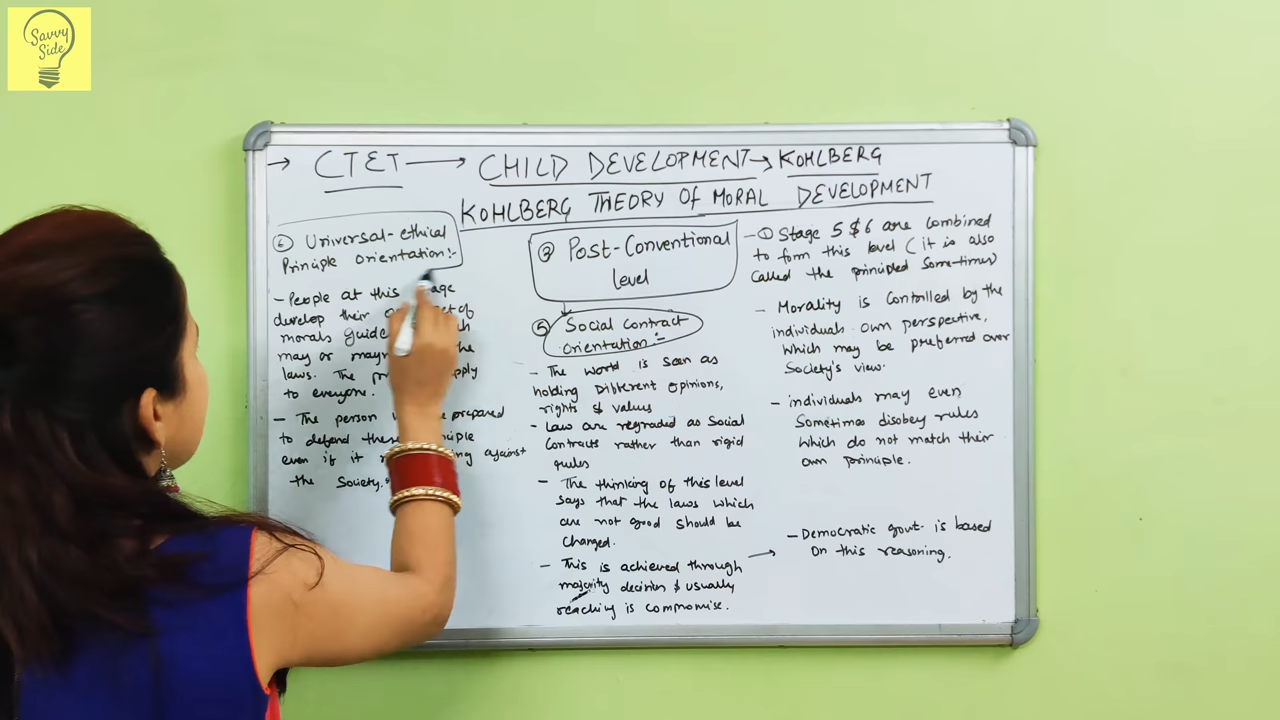 Savvy
Side
→ CTET → CHILD DEVELOPMENT → KOHLBERG
KOHLBERG THEORY OF MORAL DEVELOPMENT
⑥ Universal-ethical
Principle Orientation:-
- People at this
develop their
morals guide
may or may
laws. The apply
to everyone.
- The person prepared
to defend these
even if it against
the Society.
③ Post-Conventional
level
⑤ Social Contract
Orientation:-
- The world is seen as
holding Different Opinions,
rights & values
- Law are regraded as Social
Contracts rather than rigid
rules
- The thinking of this level
says that the laws which
are not good should be
changed.
- This is achieved through →
majority decision & usually
reaching is compromise.
- ① Stage 5 & 6 are combined
to form this level (it is also
called the principled Some-times)
- Morality is controlled by the
individuals own perspective,
which may be preferred over
Society's view.
- individuals may even
Sometimes disobey rules
which do not match their
own principle.
- Democratic govt. is based
on this reasoning.